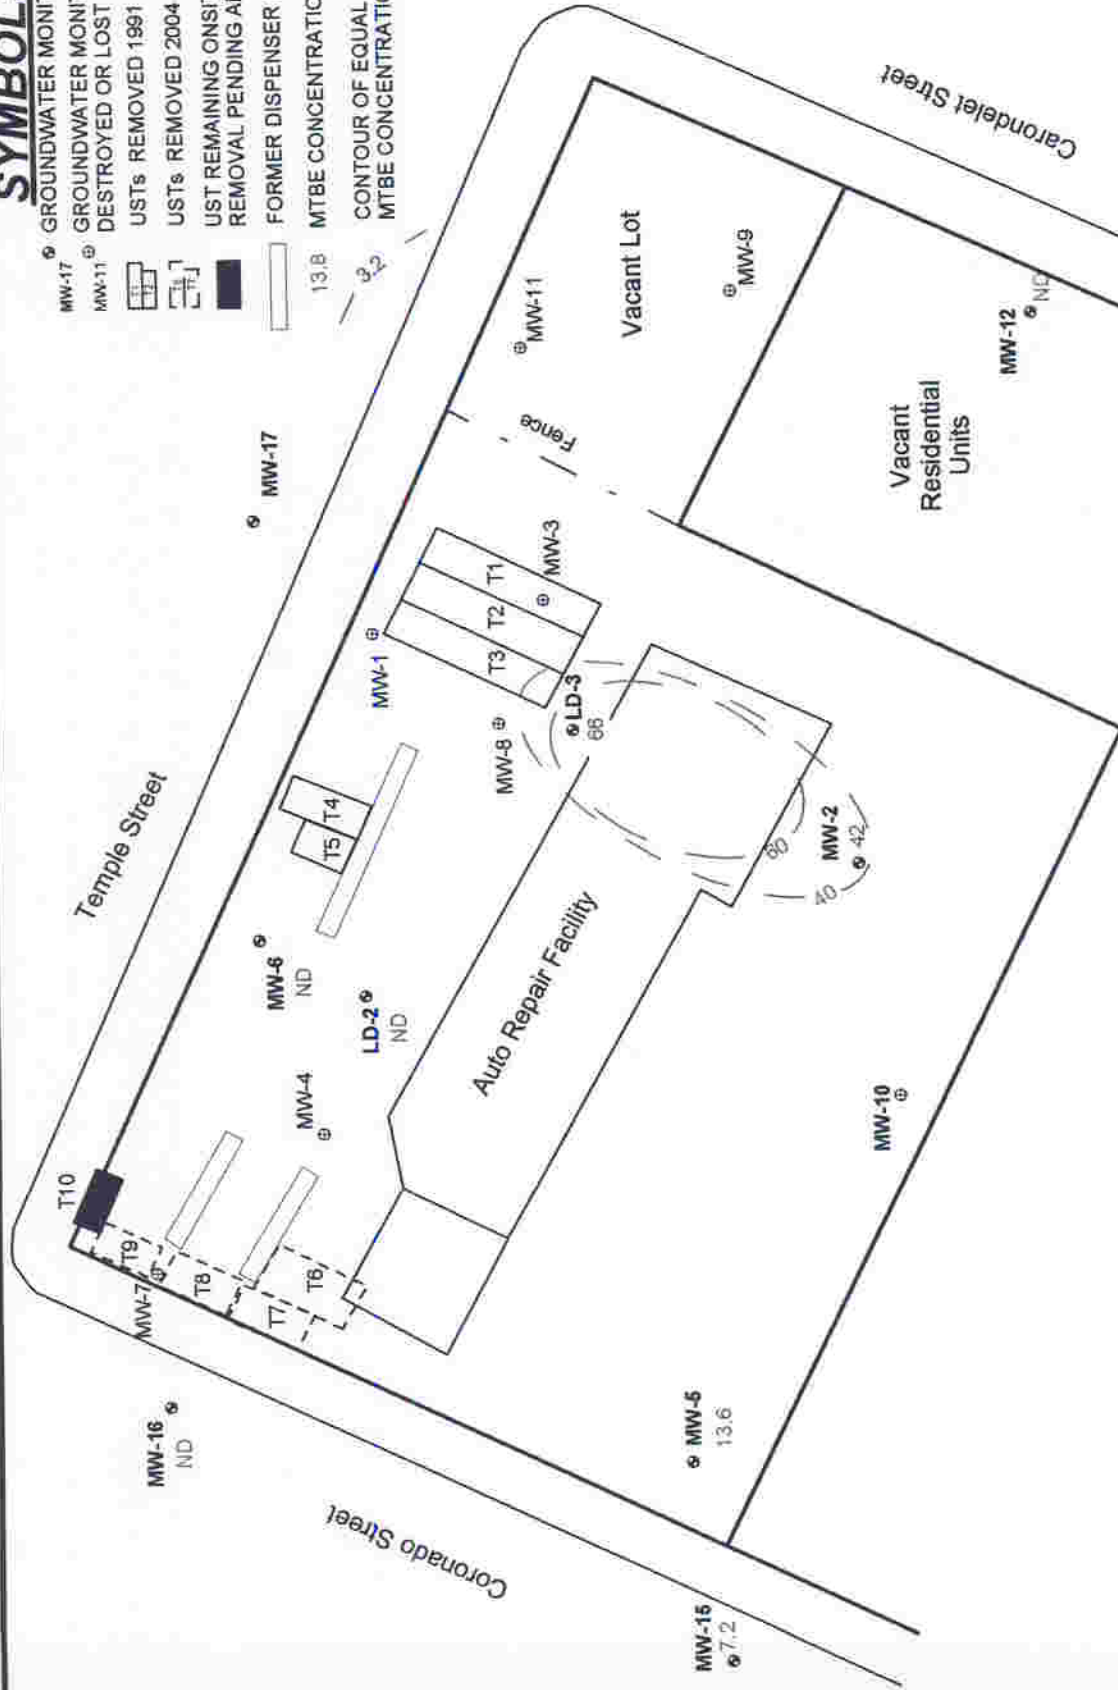 SYMBOL
MW-17 GROUNDWATER MONI
MW-11 GROUNDWATER MONI
DESTROYED OR LOST
T1
T2
USTs REMOVED 1991
T6
T7
USTs REMOVED 2004
UST REMAINING ONSI
REMOVAL PENDING A
FORMER DISPENSER
13.8 MTBE CONCENTRATIO
CONTOUR OF EQUAL
MTBE CONCENTRATI
Temple Street
Carondelet Street
Coronado Street
MW-17
MW-11
Vacant Lot
MW-9
Fence
Vacant
Residential
Units
MW-12
ND
MW-1
T3
T2
T1
MW-3
MW-8
LD-3
66
T5
T4
MW-6
ND
LD-2
ND
MW-4
Auto Repair Facility
60
40
MW-2
42
MW-10
T10
T9
MW-7
T8
T7
T6
MW-16
ND
MW-5
13.6
MW-15
7.2